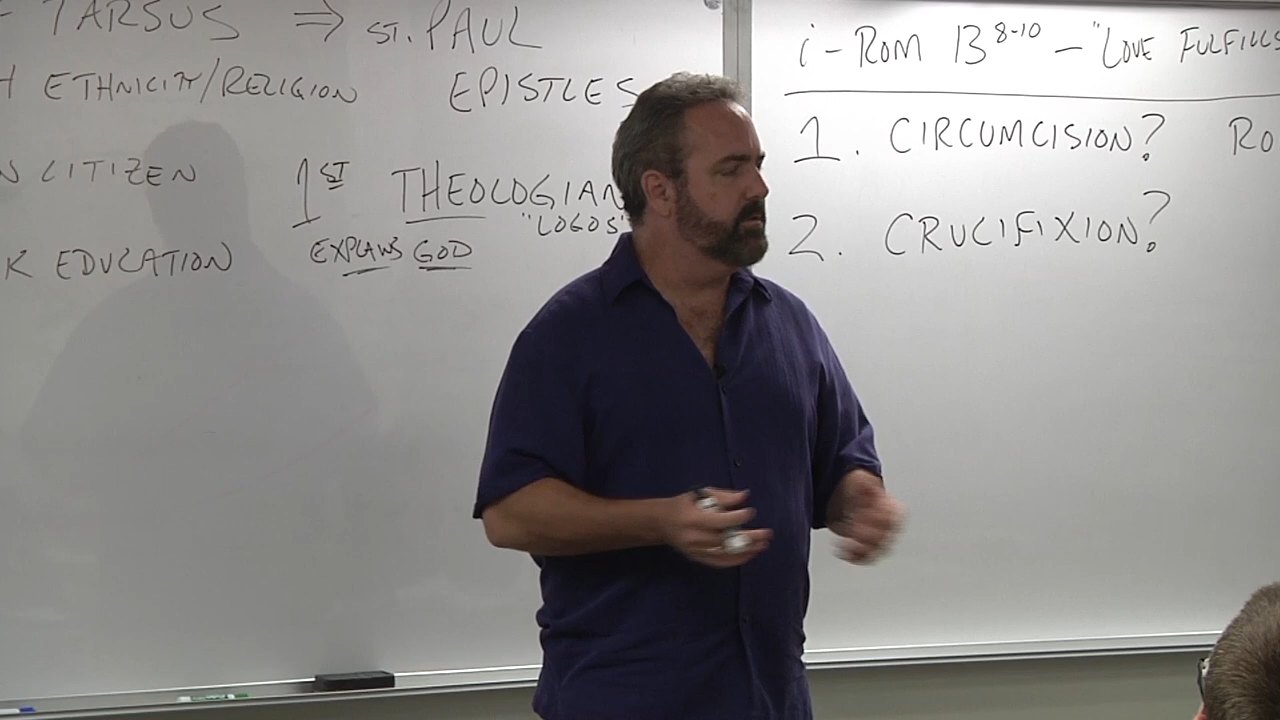 TARSUS ⇒ ST. PAUL
H ETHNICITY/RELIGION EPISTLES
N CITIZEN 1ST THEOLOGIAN
"LOGOS"
K EDUCATION EXPLAINS GOD
i - ROM 13 8-10 - "LOVE FULFILLS
1. CIRCUMCISION? RO
2. CRUCIFIXION?